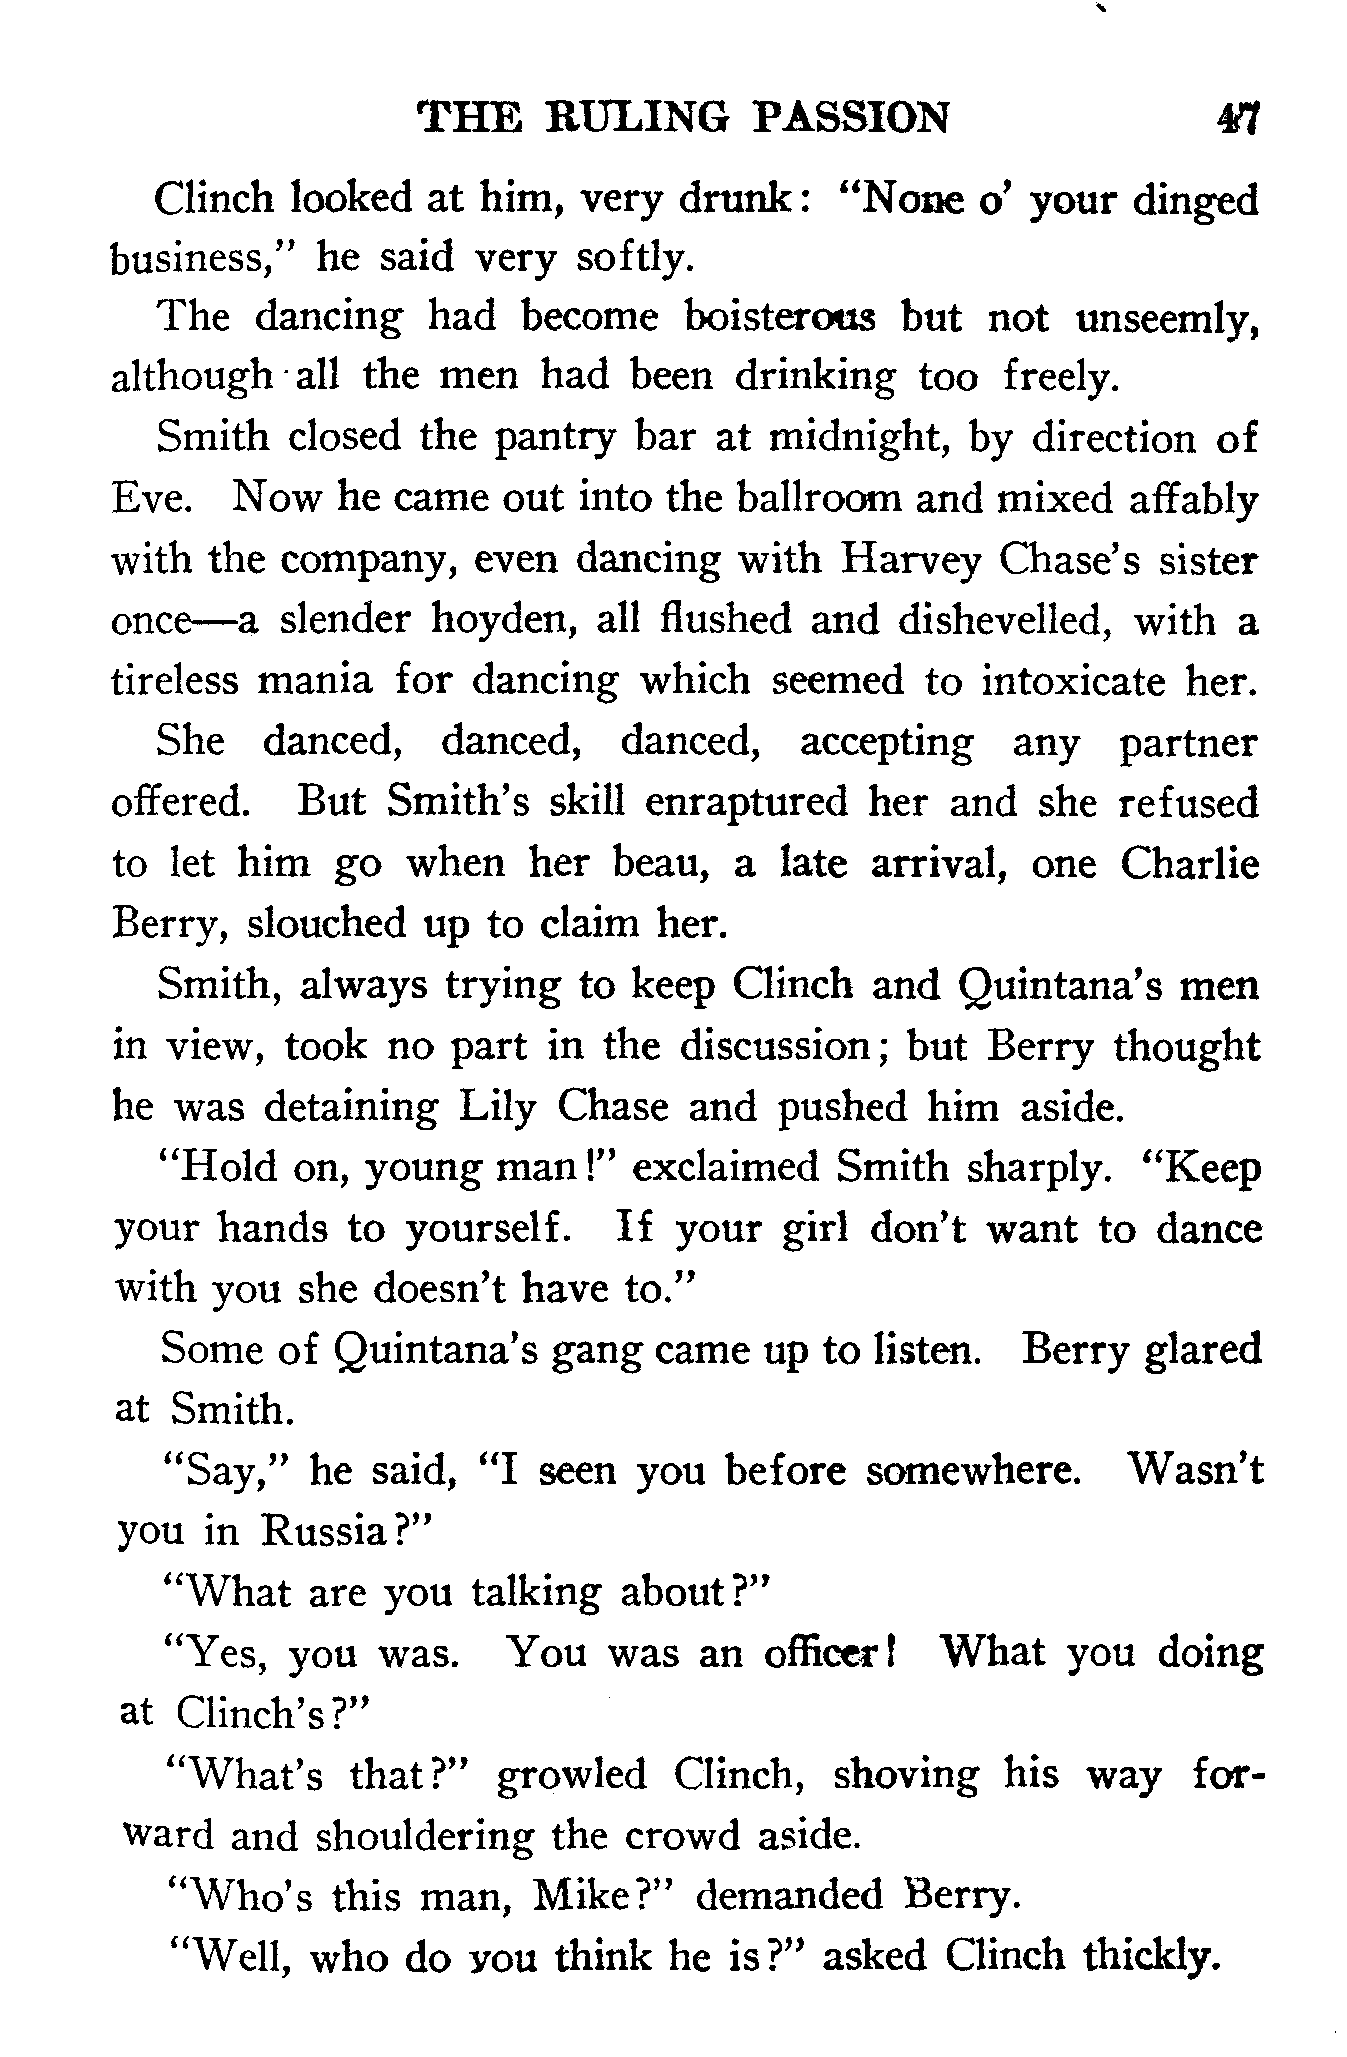 THE RULING PASSION 47
Clinch looked at him, very drunk: “None o’ your dinged
business,” he said very softly.
The dancing had become boisterous but not unseemly,
although all the men had been drinking too freely.
Smith closed the pantry bar at midnight, by direction of
Eve. Now he came out into the ballroom and mixed affably
with the company, even dancing with Harvey Chase’s sister
once—a slender hoyden, all flushed and dishevelled, with a
tireless mania for dancing which seemed to intoxicate her.
She danced, danced, danced, accepting any partner
offered. But Smith’s skill enraptured her and she refused
to let him go when her beau, a late arrival, one Charlie
Berry, slouched up to claim her.
Smith, always trying to keep Clinch and Quintana’s men
in view, took no part in the discussion; but Berry thought
he was detaining Lily Chase and pushed him aside.
“Hold on, young man!” exclaimed Smith sharply. “Keep
your hands to yourself. If your girl don’t want to dance
with you she doesn’t have to.”
Some of Quintana’s gang came up to listen. Berry glared
at Smith.
“Say,” he said, “I seen you before somewhere. Wasn’t
you in Russia?”
“What are you talking about?”
“Yes, you was. You was an officer! What you doing
at Clinch’s?”
“What’s that?” growled Clinch, shoving his way for-
ward and shouldering the crowd aside.
“Who’s this man, Mike?” demanded Berry.
“Well, who do you think he is?” asked Clinch thickly.